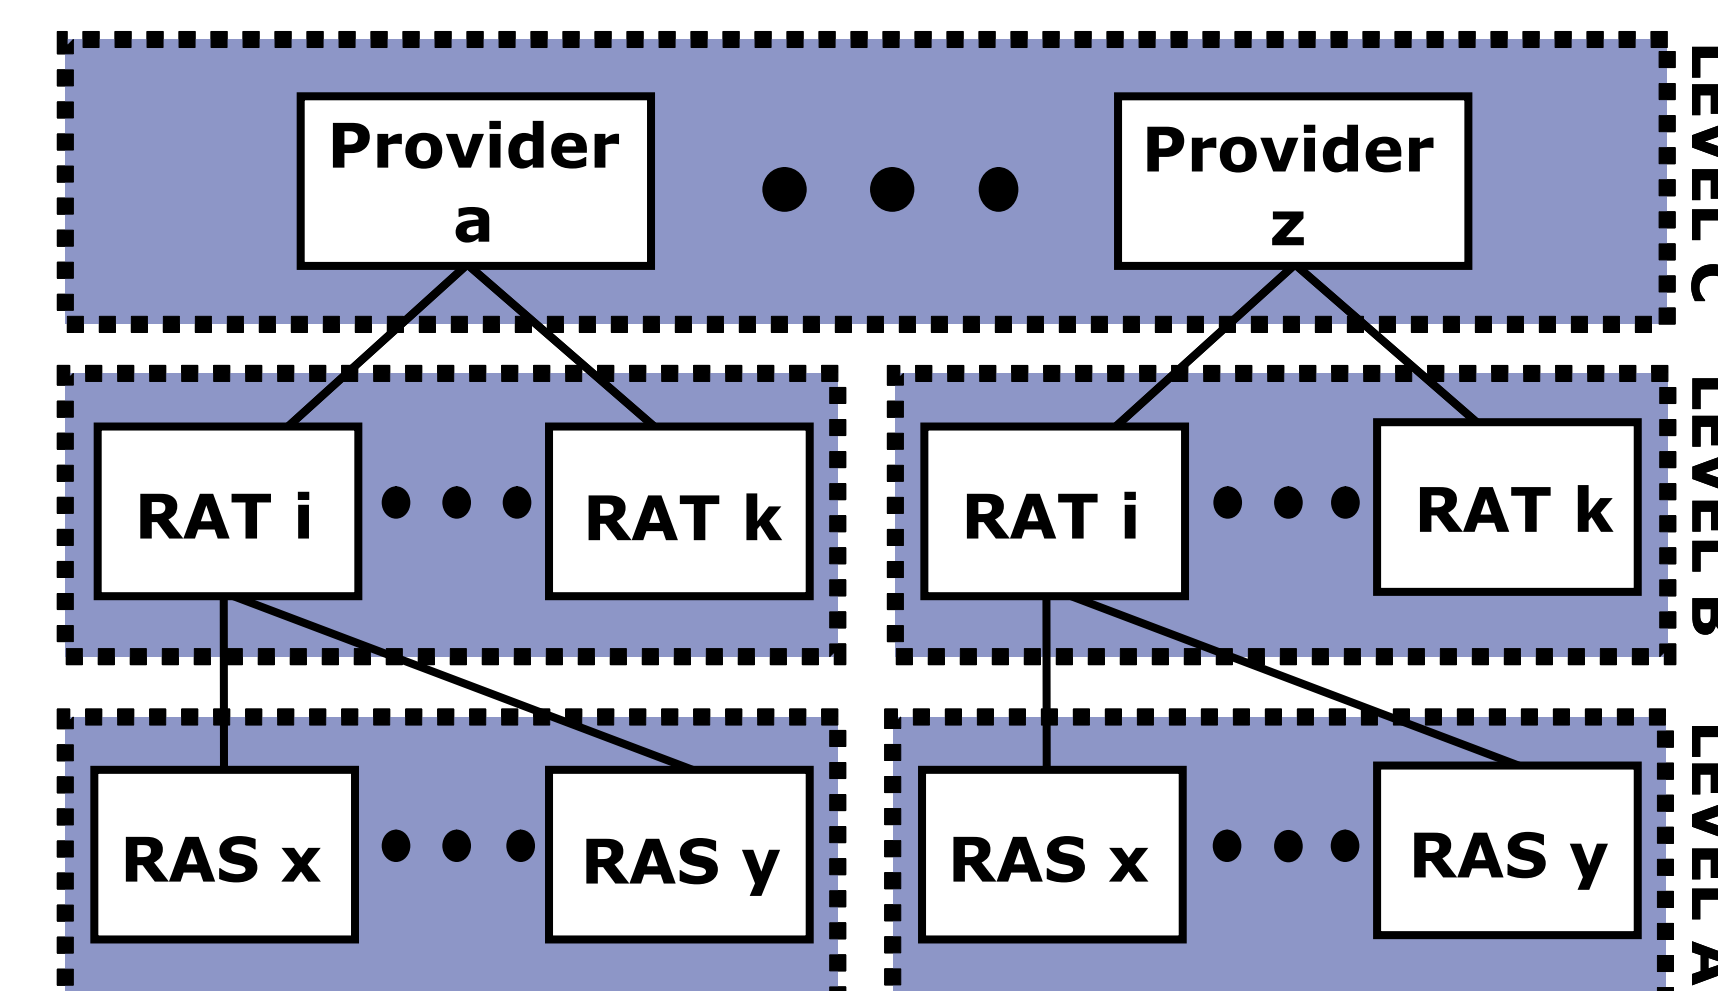 Provider
a
Provider
z
LEVEL C
RAT i
RAT k
RAT i
RAT k
LEVEL B
RAS x
RAS y
RAS x
RAS y
LEVEL A